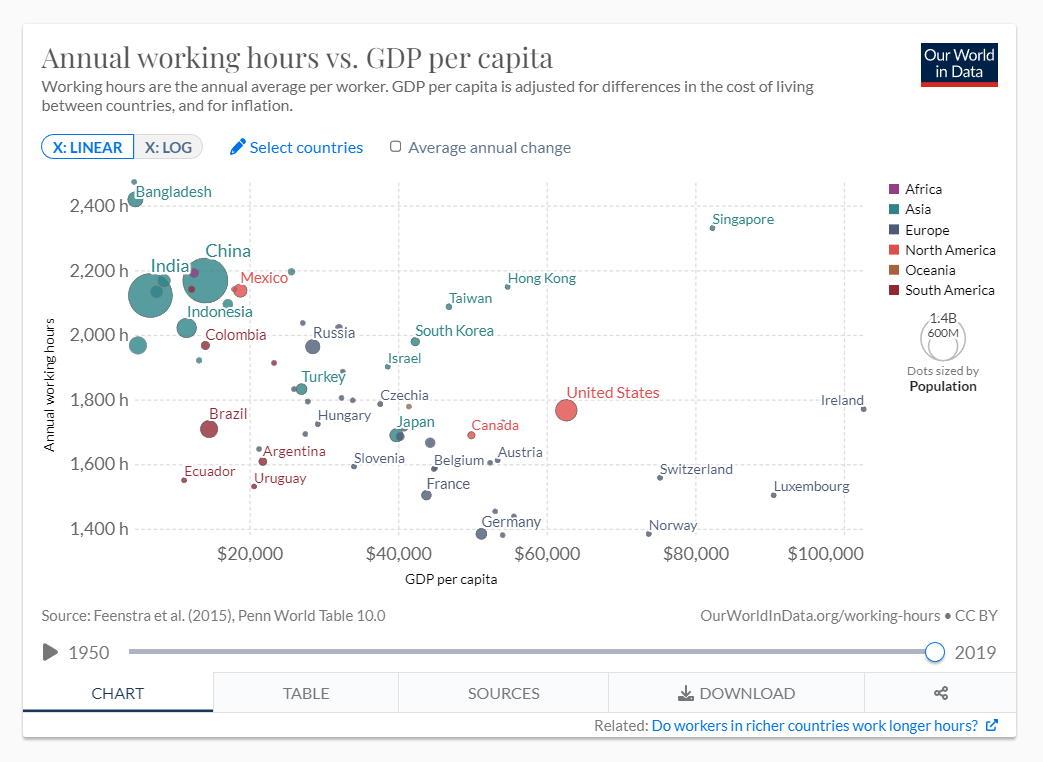 Annual working hours vs. GDP per capita
Our World
in Data
Working hours are the annual average per worker. GDP per capita is adjusted for differences in the cost of living
between countries, and for inflation.
X: LINEAR
X: LOG
Select countries
Average annual change
2,400 h
2,200 h
2,000 h
1,800 h
1,600 h
1,400 h
Annual working hours
Bangladesh
Singapore
China
India
Mexico
Hong Kong
Taiwan
Indonesia
South Korea
Russia
Colombia
Israel
Turkey
Czechia
United States
Ireland
Brazil
Hungary
Japan
Canada
Argentina
Slovenia
Belgium
Austria
Ecuador
Uruguay
Switzerland
France
Luxembourg
Germany
Norway
$20,000
$40,000
$60,000
$80,000
$100,000
GDP per capita
Africa
Asia
Europe
North America
Oceania
South America
1.4B
600M
Dots sized by
Population
Source: Feenstra et al. (2015), Penn World Table 10.0
OurWorldInData.org/working-hours • CC BY
1950
2019
CHART
TABLE
SOURCES
DOWNLOAD
Related: Do workers in richer countries work longer hours?